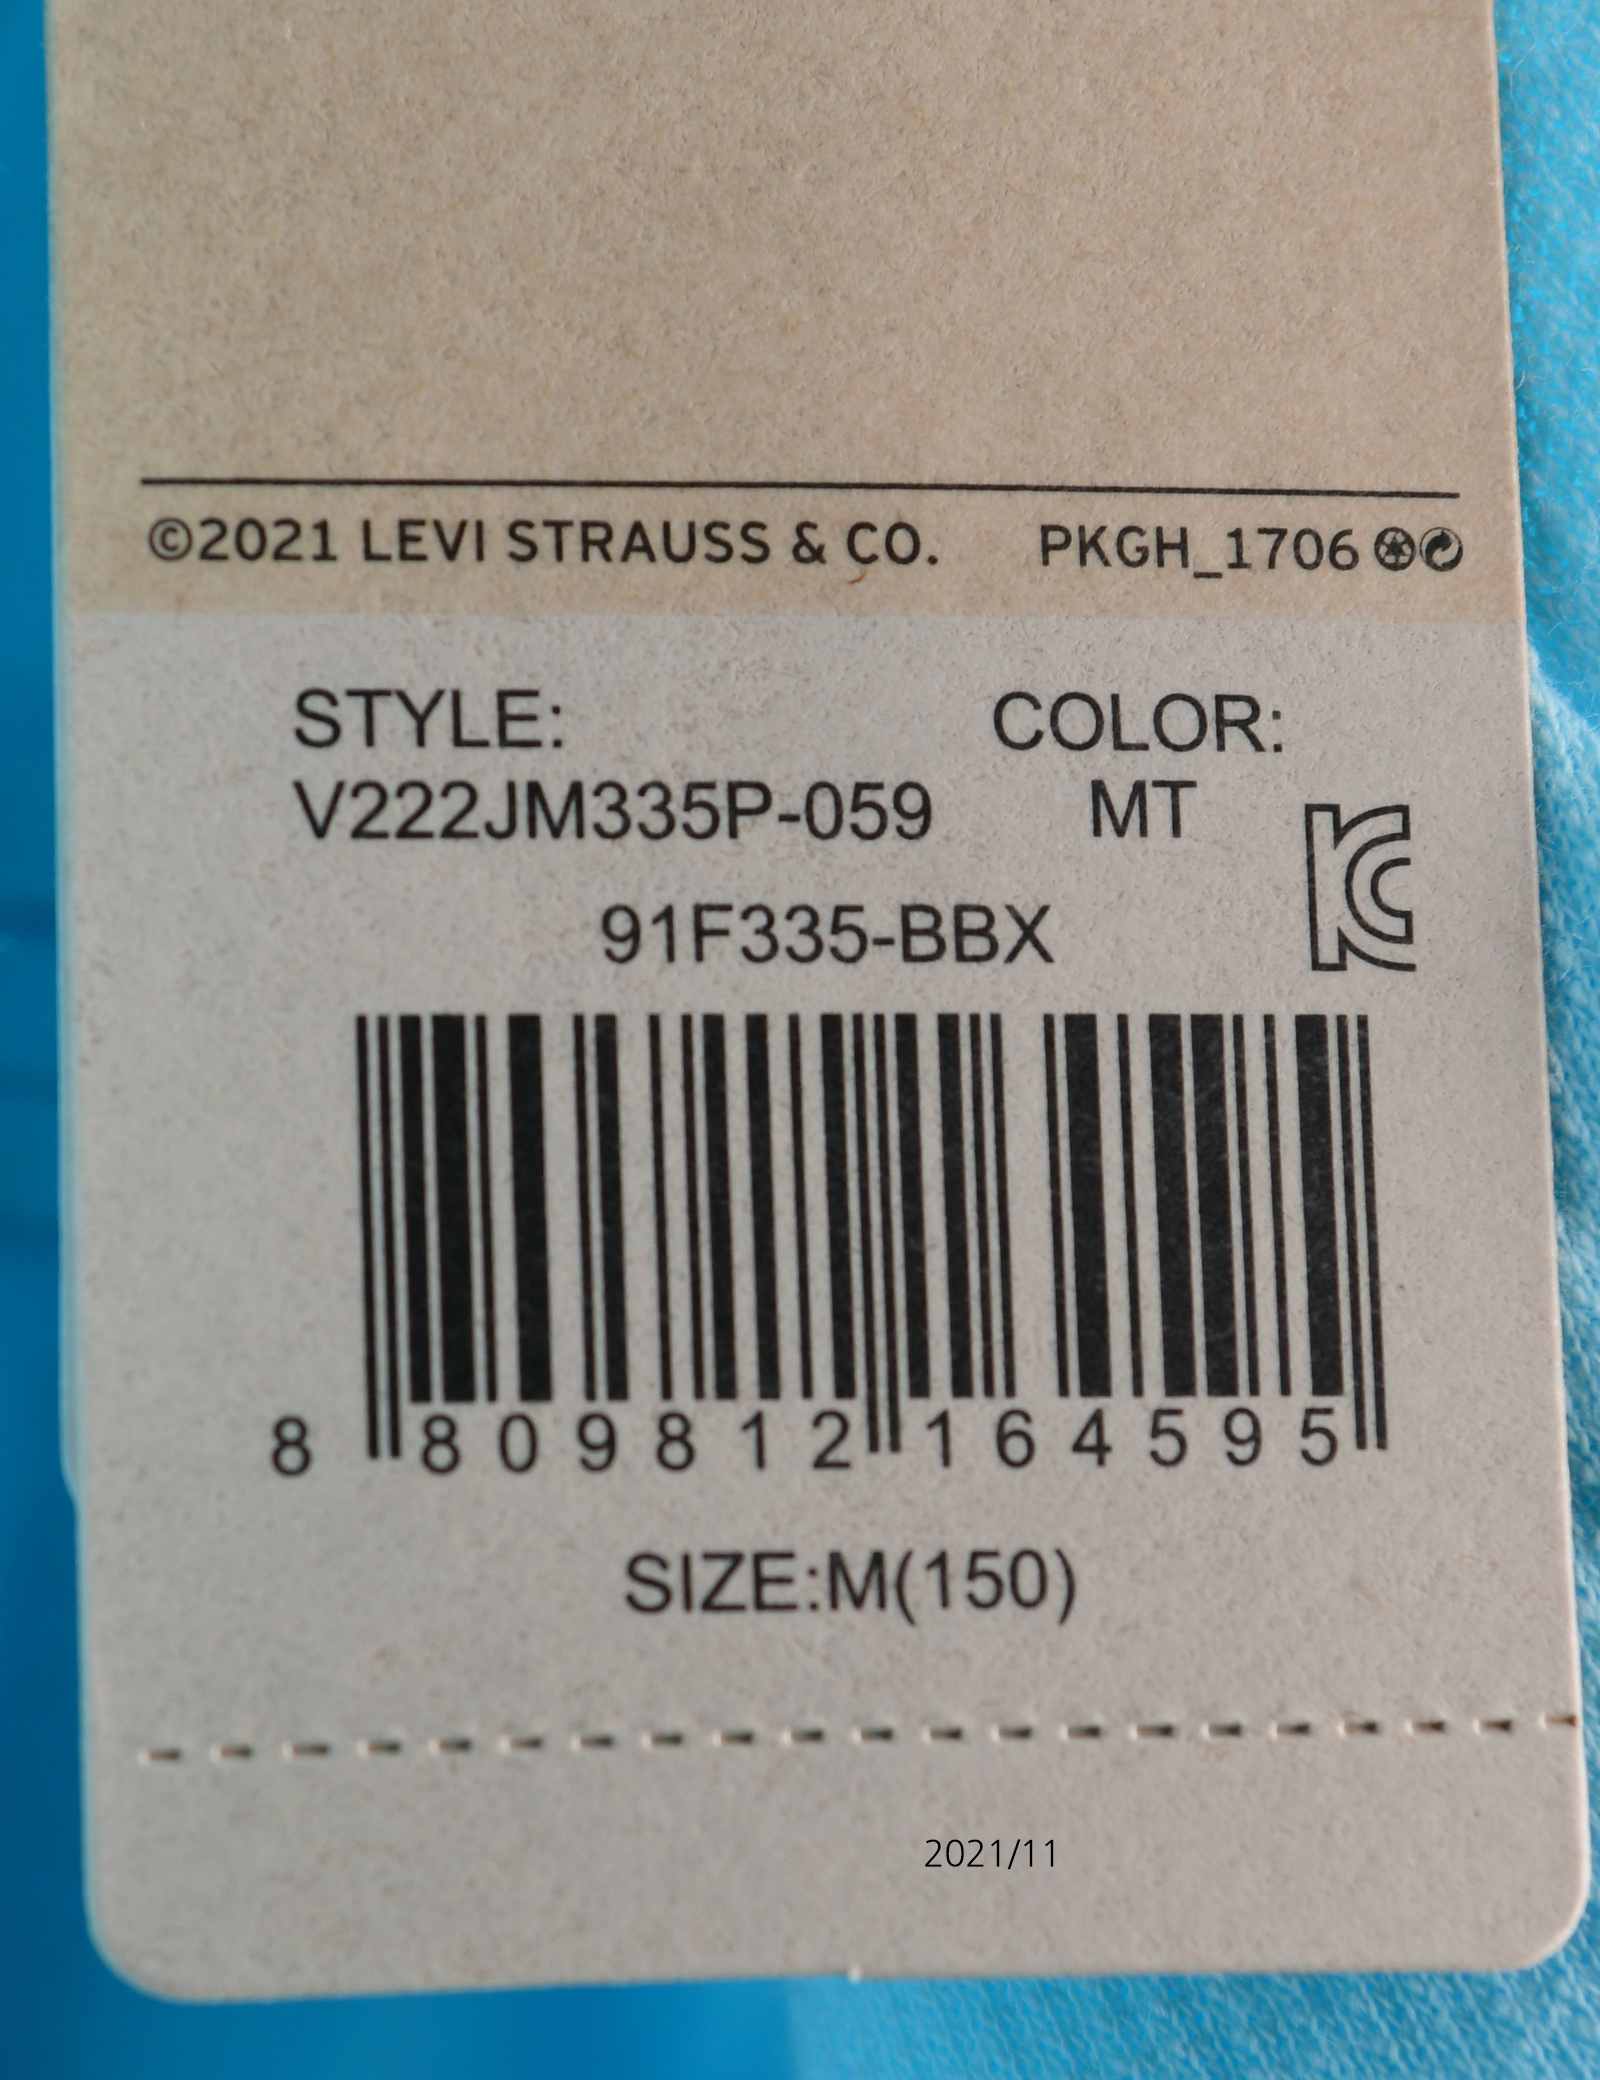 ©2021 LEVI STRAUSS & CO. PKGH_1706
STYLE: COLOR:
V222JM335P-059 MT
91F335-BBX
KC
8 809812 164595
SIZE:M(150)
2021/11